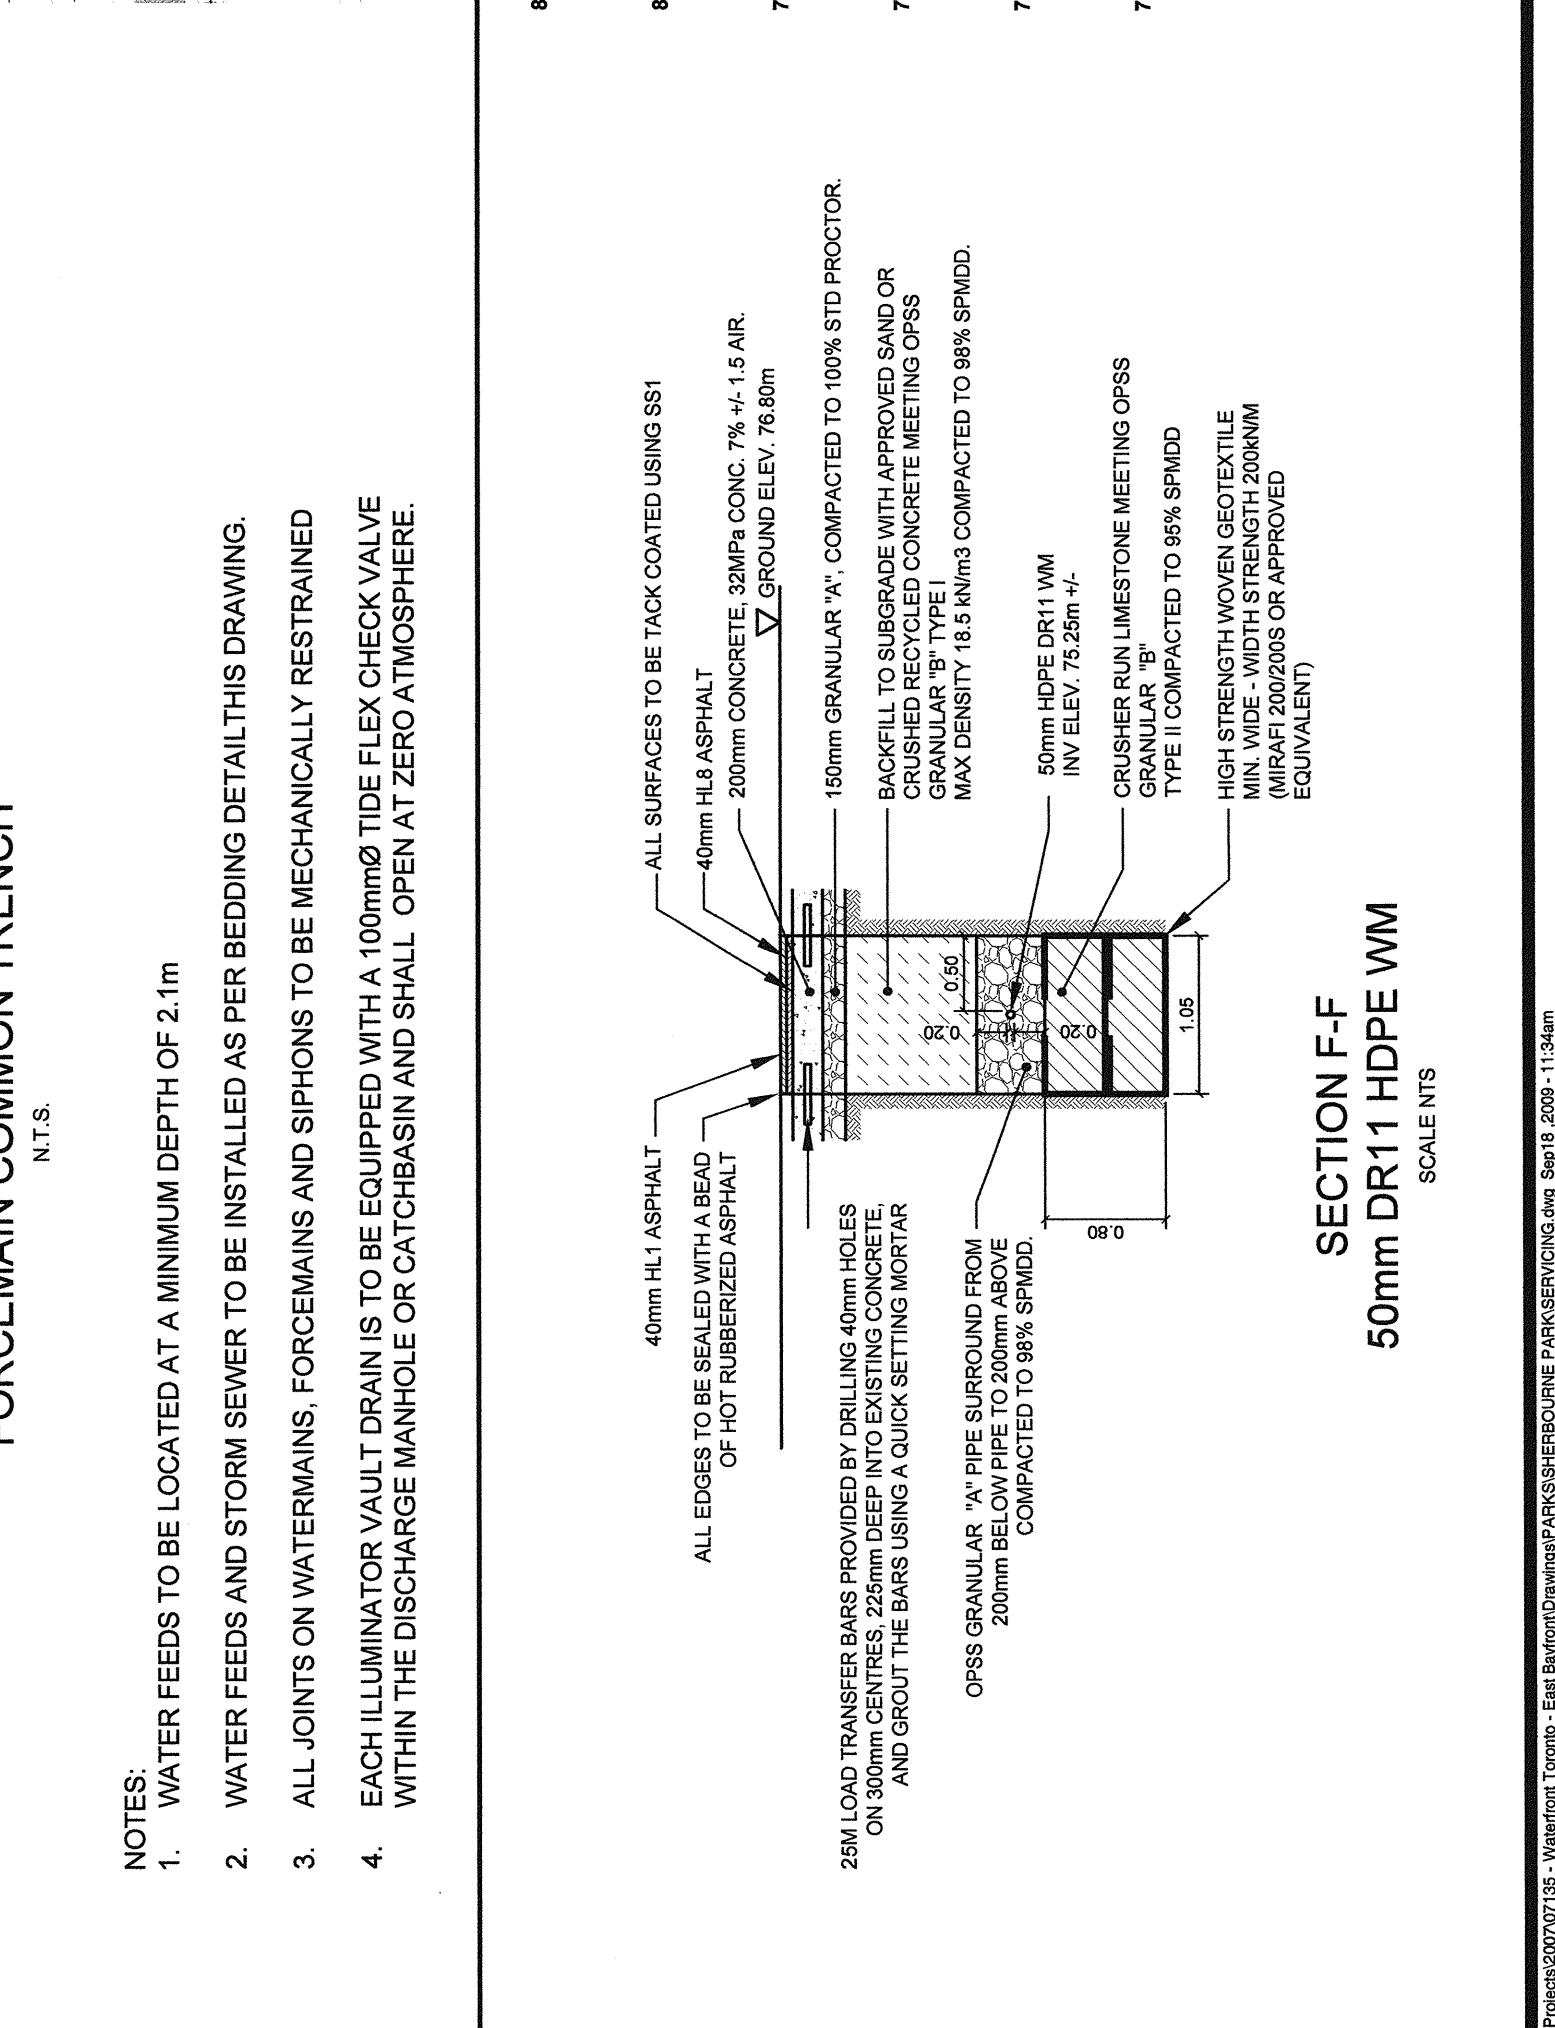 FORCEMAIN COMMON TRENCH
N.T.S.
NOTES:
1. WATER FEEDS TO BE LOCATED AT A MINIMUM DEPTH OF 2.1m
2. WATER FEEDS AND STORM SEWER TO BE INSTALLED AS PER BEDDING DETAILTHIS DRAWING.
3. ALL JOINTS ON WATERMAINS, FORCEMAINS AND SIPHONS TO BE MECHANICALLY RESTRAINED
4. EACH ILLUMINATOR VAULT DRAIN IS TO BE EQUIPPED WITH A 100mmØ TIDE FLEX CHECK VALVE
WITHIN THE DISCHARGE MANHOLE OR CATCHBASIN AND SHALL OPEN AT ZERO ATMOSPHERE.
8
8
7
7
7
7
40mm HL1 ASPHALT
ALL EDGES TO BE SEALED WITH A BEAD
OF HOT RUBBERIZED ASPHALT
25M LOAD TRANSFER BARS PROVIDED BY DRILLING 40mm HOLES
ON 300mm CENTRES, 225mm DEEP INTO EXISTING CONCRETE,
AND GROUT THE BARS USING A QUICK SETTING MORTAR
OPSS GRANULAR "A" PIPE SURROUND FROM
200mm BELOW PIPE TO 200mm ABOVE
COMPACTED TO 98% SPMDD.
ALL SURFACES TO BE TACK COATED USING SS1
40mm HL8 ASPHALT
200mm CONCRETE, 32MPa CONC. 7% +/- 1.5 AIR.
GROUND ELEV. 76.80m
150mm GRANULAR "A", COMPACTED TO 100% STD PROCTOR.
BACKFILL TO SUBGRADE WITH APPROVED SAND OR
CRUSHED RECYCLED CONCRETE MEETING OPSS
GRANULAR "B" TYPE I
MAX DENSITY 18.5 kN/m3 COMPACTED TO 98% SPMDD.
50mm HDPE DR11 WM
INV ELEV. 75.25m +/-
CRUSHER RUN LIMESTONE MEETING OPSS
GRANULAR "B"
TYPE II COMPACTED TO 95% SPMDD
HIGH STRENGTH WOVEN GEOTEXTILE
MIN. WIDE - WIDTH STRENGTH 200kN/M
(MIRAFI 200/200S OR APPROVED
EQUIVALENT)
0.50
0.20
0.20
0.80
1.05
SECTION F-F
50mm DR11 HDPE WM
SCALE NTS
Projects\2007\07135 - Waterfront Toronto - East Bayfront\Drawings\PARKS\SHERBOURNE PARK\SERVICING.dwg Sep18 ,2009 - 11:34am